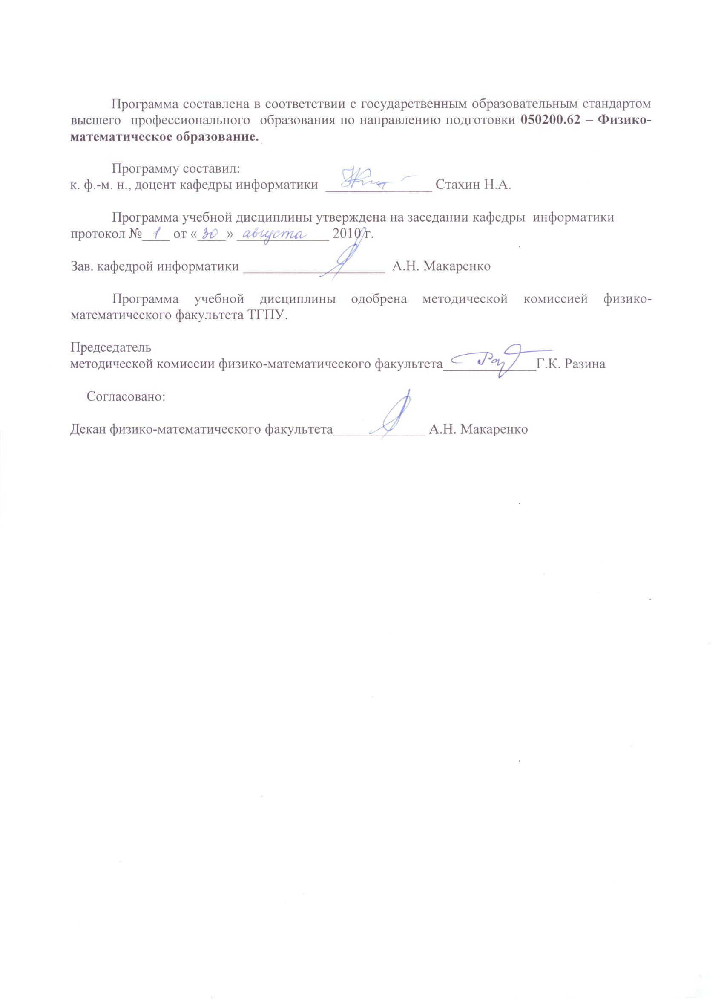 Программа составлена в соответствии с государственным образовательным стандартом
высшего профессионального образования по направлению подготовки 050200.62 – Физико-
математическое образование.
Программу составил:
к. ф.-м. н., доцент кафедры информатики _______________ Стахин Н.А.
Программа учебной дисциплины утверждена на заседании кафедры информатики
протокол № 1 от « 30 » августа 2010 г.
Зав. кафедрой информатики ____________________ А.Н. Макаренко
Программа учебной дисциплины одобрена методической комиссией физико-
математического факультета ТГПУ.
Председатель
методической комиссии физико-математического факультета_____________Г.К. Разина
Согласовано:
Декан физико-математического факультета_____________ А.Н. Макаренко